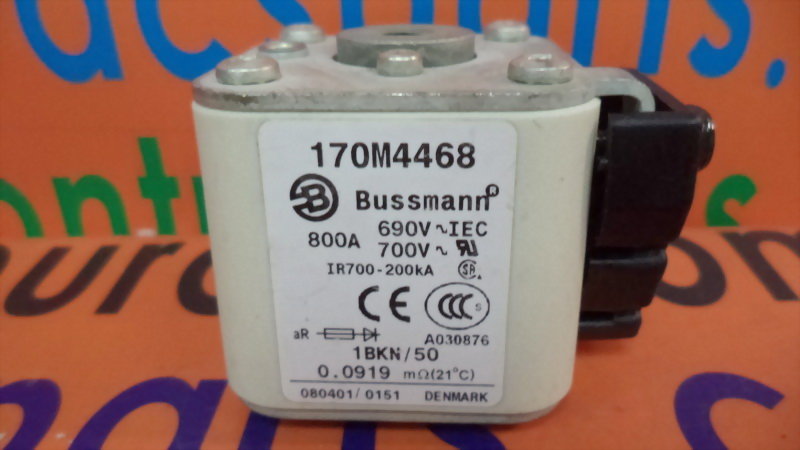 170M4468
Bussmann®
800A 690V~IEC
700V~
IR700-200kA
CE CCC S
aR A030876
1BKN/50
0.0919 mΩ(21°C)
080401/0151 DENMARK